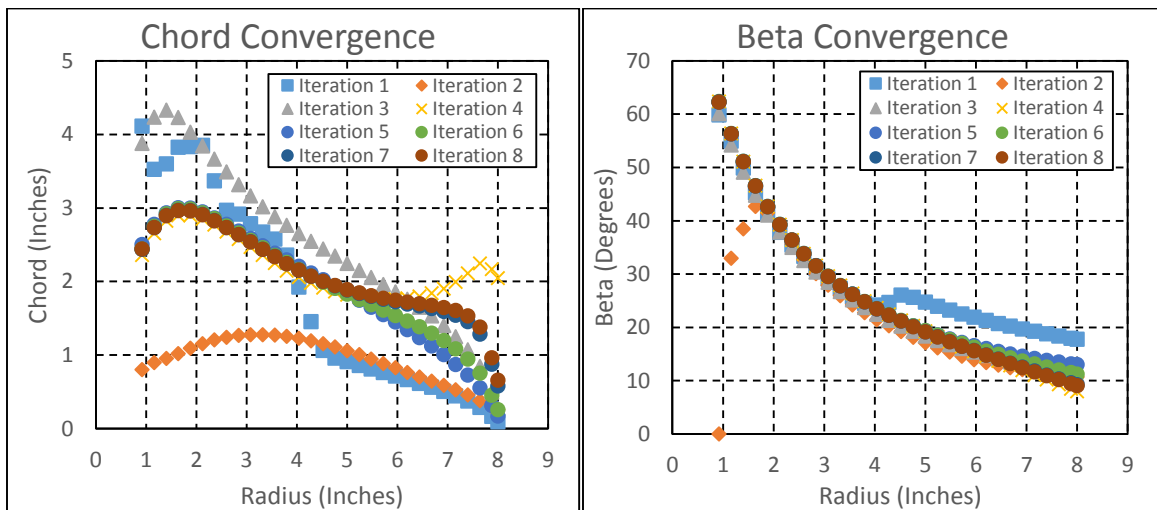 Chord Convergence
5
4
3
2
1
0
Chord (Inches)
Iteration 1 Iteration 2
Iteration 3 Iteration 4
Iteration 5 Iteration 6
Iteration 7 Iteration 8
0 1 2 3 4 5 6 7 8 9
Radius (Inches)
Beta Convergence
70
60
50
40
30
20
10
0
Beta (Degrees)
Iteration 1 Iteration 2
Iteration 3 Iteration 4
Iteration 5 Iteration 6
Iteration 7 Iteration 8
0 1 2 3 4 5 6 7 8 9
Radius (Inches)